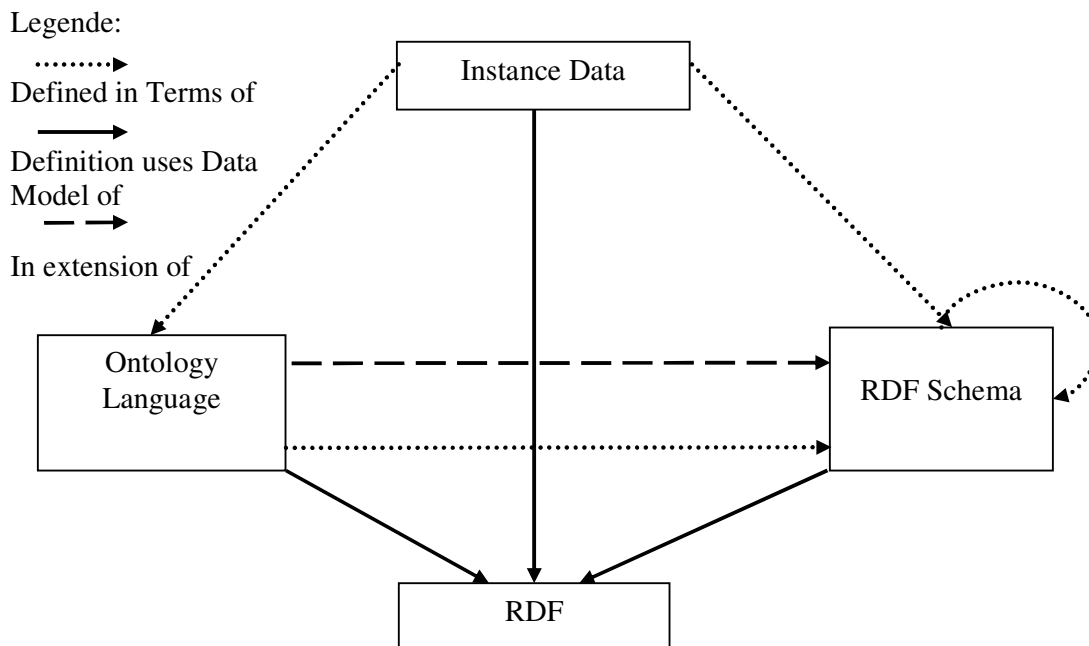 Legende:
Defined in Terms of
Definition uses Data
Model of
In extension of
Instance Data
Ontology
Language
RDF Schema
RDF